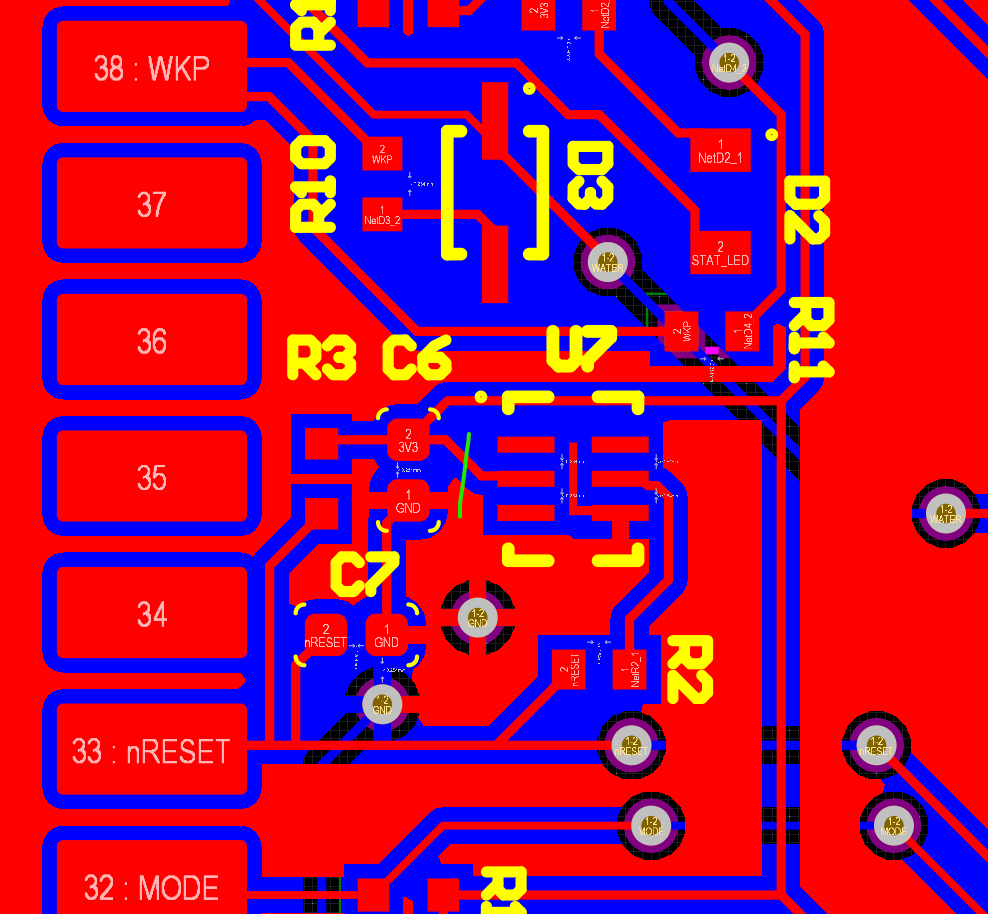 R1
2
3V3
NetD2_
1-2
NetD4_2
38 : WKP
R10
2
WKP
1
NetD3_2
D3
1
NetD2_1
37
D2
2
STAT_LED
1-2
WATER
36
R3
C6
U7
2
WKP
1
NetD4_2
R11
35
2
3V3
1
GND
1-2
WATER
C7
34
2
nRESET
1
GND
1-2
GND
2
nRESET
1
NetR2_1
R2
1-2
GND
33 : nRESET
1-2
nRESET
1-2
nRESET
1-2
MODE
1-2
MODE
32 : MODE
R1